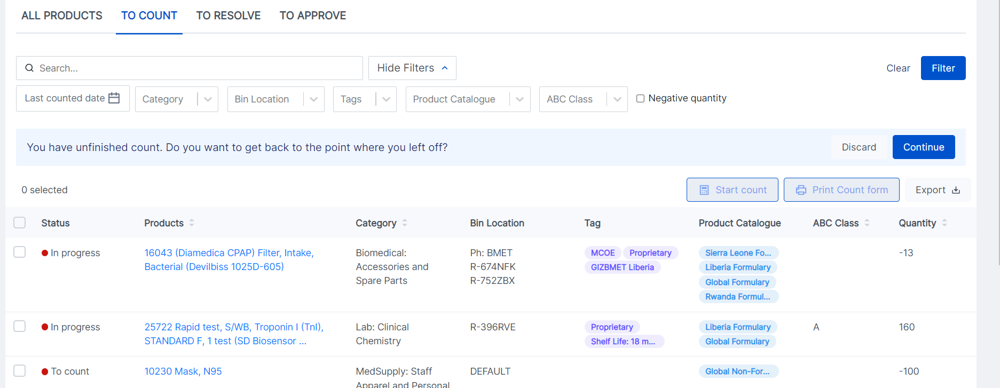 ALL PRODUCTS TO COUNT TO RESOLVE TO APPROVE
Search... Hide Filters Clear Filter
Last counted date Category Bin Location Tags Product Catalogue ABC Class Negative quantity
You have unfinished count. Do you want to get back to the point where you left off? Discard Continue
0 selected Start count Print Count form Export
Status Products Category Bin Location Tag Product Catalogue ABC Class Quantity
In progress 16043 (Diamedica CPAP) Filter, Intake, Biomedical: Ph: BMET MCOE Proprietary Sierra Leone Fo... -13
Bacterial (Devilbiss 1025D-605) Accessories and R-674NFK GIZBMET Liberia Liberia Formulary
Spare Parts R-752ZBX Global Formulary
Rwanda Formul...
In progress 25722 Rapid test, S/WB, Troponin I (TnI), Lab: Clinical R-396RVE Proprietary Liberia Formulary A 160
STANDARD F, 1 test (SD Biosensor ... Chemistry Shelf Life: 18 m... Global Formulary
To count 10230 Mask, N95 MedSupply: Staff DEFAULT Global Non-For... -100
Apparel and Personal